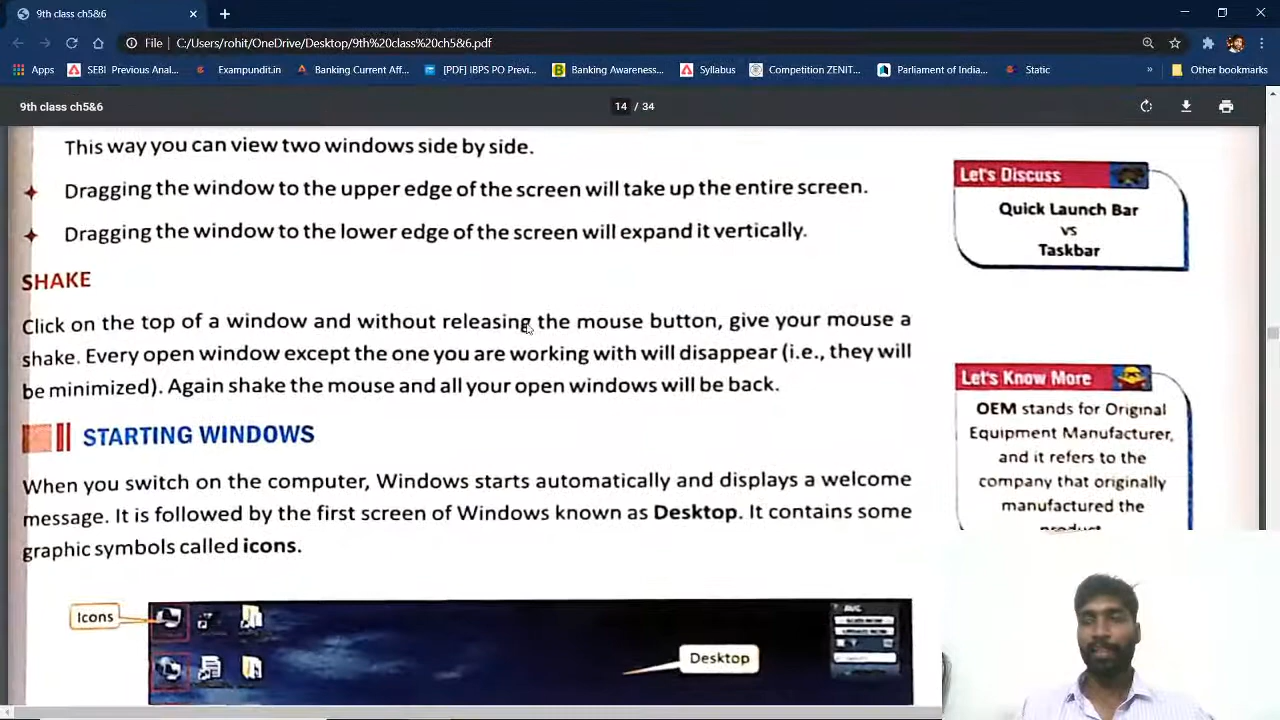 9th class ch5&6
File
C:/Users/rohit/OneDrive/Desktop/9th%20class%20ch5&6.pdf
Apps
SEBI Previous Anal...
Exampundit.in
Banking Current Aff...
[PDF] IBPS PO Previ...
Banking Awareness...
Syllabus
Competition ZENIT...
Parliament of India...
Static
»
Other bookmarks
9th class ch5&6
14 / 34
This way you can view two windows side by side.
Dragging the window to the upper edge of the screen will take up the entire screen.
Dragging the window to the lower edge of the screen will expand it vertically.
SHAKE
Click on the top of a window and without releasing the mouse button, give your mouse a
shake. Every open window except the one you are working with will disappear (i.e., they will
be minimized). Again shake the mouse and all your open windows will be back.
STARTING WINDOWS
When you switch on the computer, Windows starts automatically and displays a welcome
message. It is followed by the first screen of Windows known as Desktop. It contains some
graphic symbols called icons.
Icons
Desktop
Let's Discuss
Quick Launch Bar
vs
Taskbar
Let's Know More
OEM stands for Original
Equipment Manufacturer,
and it refers to the
company that originally
manufactured the
product